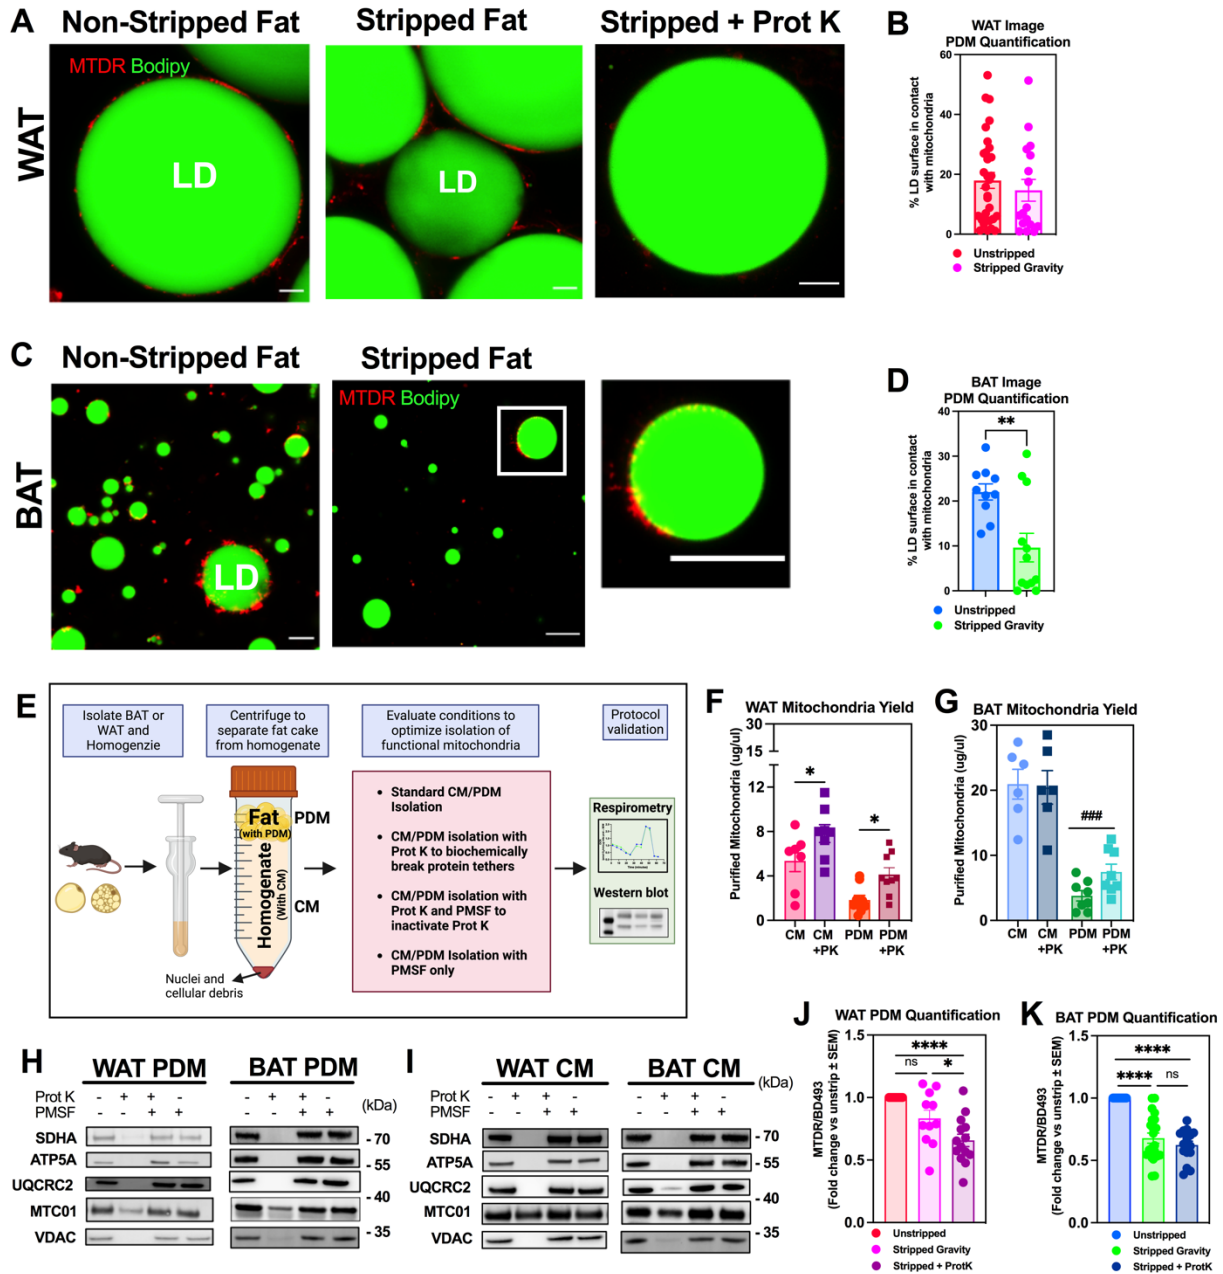 A
Non-Stripped Fat
Stripped Fat
Stripped + Prot K
MTDR Bodipy
WAT
LD
LD
B
WAT Image
PDM Quantification
% LD surface in contact
with mitochondria
60
40
20
0
Unstripped
Stripped Gravity
C
Non-Stripped Fat
Stripped Fat
MTDR Bodipy
BAT
LD
D
BAT Image
PDM Quantification
% LD surface in contact
with mitochondria
40
30
20
10
0
**
Unstripped
Stripped Gravity
E
Isolate BAT or
WAT and
Homogenzie
Centrifuge to
separate fat cake
from homogenate
Evaluate conditions to
optimize isolation of
functional mitochondria
Protocol
validation
Fat
(with PDM)
PDM
Homogenate
(With CM)
CM
Nuclei and
cellular debris
• Standard CM/PDM
Isolation
• CM/PDM isolation with
Prot K to biochemically
break protein tethers
• CM/PDM isolation with
Prot K and PMSF to
inactivate Prot K
• CM/PDM Isolation with
PMSF only
Respirometry
Western blot
F
WAT Mitochondria Yield
Purified Mitochondria (ug/ul)
30
15
12
8
4
0
*
*
CM
CM
+PK
PDM
PDM
+PK
G
BAT Mitochondria Yield
Purified Mitochondria (ug/ul)
30
20
10
0
###
CM
CM
+PK
PDM
PDM
+PK
H
WAT PDM
BAT PDM
Prot K - + + - - + + -
PMSF - - + + - - + +
(kDa)
SDHA
- 70
ATP5A
- 55
UQCRC2
- 40
MTC01
VDAC
- 35
I
WAT CM
BAT CM
Prot K - + + - - + + -
PMSF - - + + - - + +
(kDa)
SDHA
- 70
ATP5A
- 55
UQCRC2
- 40
MTC01
VDAC
- 35
J
WAT PDM Quantification
MTDR/BD493
(Fold change vs unstrip ± SEM)
1.5
1.0
0.5
0.0
****
ns
*
Unstripped
Stripped Gravity
Stripped + ProtK
K
BAT PDM Quantification
MTDR/BD493
(Fold change vs unstrip ± SEM)
1.5
1.0
0.5
0.0
****
****
ns
Unstripped
Stripped Gravity
Stripped + ProtK